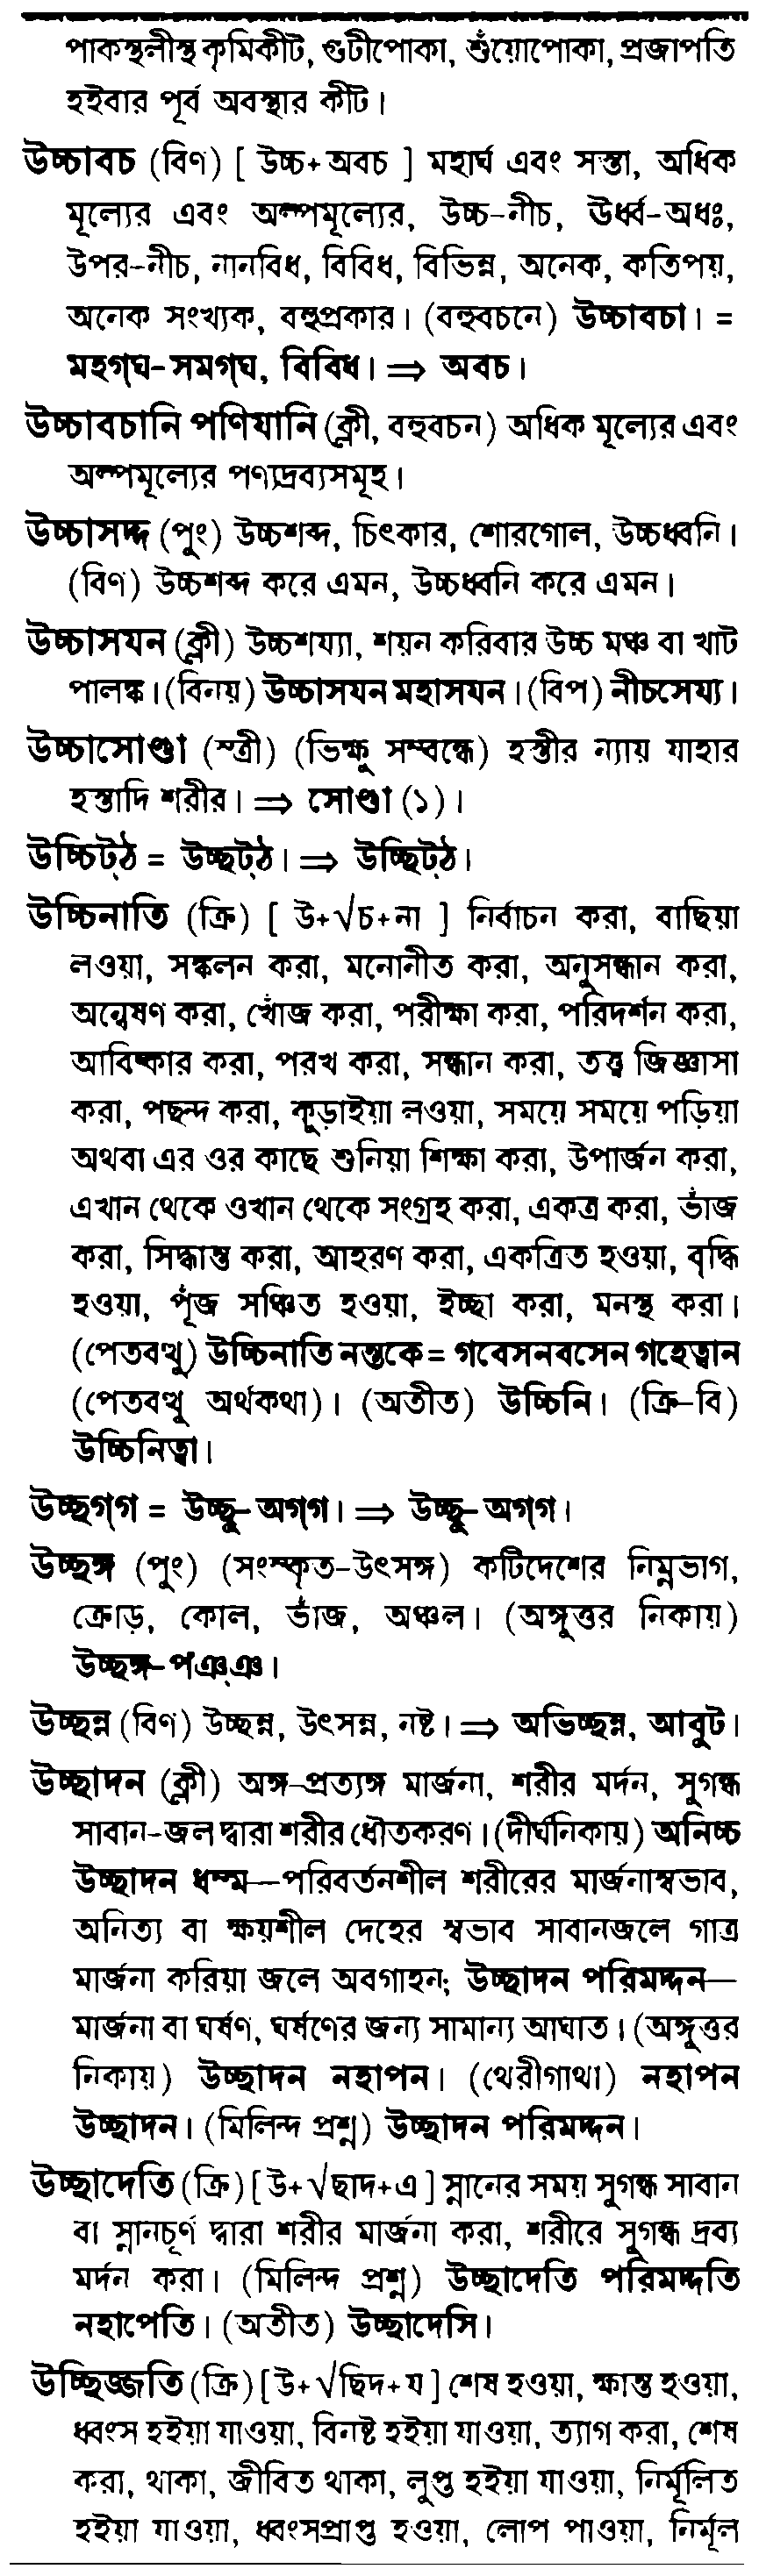 পাকস্থলীস্থ কৃমিকীট, গুটীপোকা, শুঁয়োপোকা, প্রজাপতি
হইবার পূর্ব অবস্থার কীট।
উচ্চাবচ (বিণ) [ উচ্চ+অবচ ] মহার্ঘ এবং সস্তা, অধিক
মূল্যের এবং অল্পমূল্যের, উচ্চ-নীচ, ঊর্ধ্ব-অধঃ,
উপর-নীচ, নানবিধ, বিবিধ, বিভিন্ন, অনেক, কতিপয়,
অনেক সংখ্যক, বহুপ্রকার। (বহুবচনে) উচ্চাবচা। =
মহগ্‌ঘ-সমগ্‌ঘ, বিবিধ। ⇒ অবচ।
উচ্চাবচানি পণিযানি (ক্লী, বহুবচন) অধিক মূল্যের এবং
অল্পমূল্যের পণ্যদ্রব্যসমূহ।
উচ্চাসদ্দ (পুং) উচ্চশব্দ, চিৎকার, শোরগোল, উচ্চধ্বনি।
(বিণ) উচ্চশব্দ করে এমন, উচ্চধ্বনি করে এমন।
উচ্চাসযন (ক্লী) উচ্চশয্যা, শয়ন করিবার উচ্চ মঞ্চ বা খাট
পালঙ্ক। (বিনয়) উচ্চাসযন মহাসযন। (বিপ) নীচসেয্য।
উচ্চাসোণ্ডা (স্ত্রী) (ভিক্ষু সম্বন্ধে) হস্তীর ন্যায় যাহার
হস্তাদি শরীর। ⇒ সোণ্ডা (১)।
উচ্চিট্‌ঠ = উচ্ছট্‌ঠ। ⇒ উচ্ছিট্‌ঠ।
উচ্চিনাতি (ক্রি) [ উ+√চ+না ] নির্বাচন করা, বাছিয়া
লওয়া, সঙ্কলন করা, মনোনীত করা, অনুসন্ধান করা,
অন্বেষণ করা, খোঁজ করা, পরীক্ষা করা, পরিদর্শন করা,
আবিষ্কার করা, পরখ করা, সন্ধান করা, তত্ত্ব জিজ্ঞাসা
করা, পছন্দ করা, কুড়াইয়া লওয়া, সময়ে সময়ে পড়িয়া
অথবা এর ওর কাছে শুনিয়া শিক্ষা করা, উপার্জন করা,
এখান থেকে ওখান থেকে সংগ্রহ করা, একত্র করা, ভাঁজ
করা, সিদ্ধান্ত করা, আহরণ করা, একত্রিত হওয়া, বৃদ্ধি
হওয়া, পূঁজ সঞ্চিত হওয়া, ইচ্ছা করা, মনস্থ করা।
(পেতবত্থু) উচ্চিনাতি নন্তকে = গবেসনবসেন গহেত্বান
(পেতবত্থু অর্থকথা)। (অতীত) উচ্চিনি। (ক্রি-বি)
উচ্চিনিত্বা।
উচ্ছগ্‌গ = উচ্ছু-অগ্‌গ। ⇒ উচ্ছু-অগ্‌গ।
উচ্ছঙ্গ (পুং) (সংস্কৃত-উৎসঙ্গ) কটিদেশের নিম্নভাগ,
ক্রোড়, কোল, ভাঁজ, অঞ্চল। (অঙ্গুত্তর নিকায়)
উচ্ছঙ্গ-পঞ্‌ঞ।
উচ্ছন্ন (বিণ) উচ্ছন্ন, উৎসন্ন, নষ্ট। ⇒ অভিচ্ছন্ন, আবুট।
উচ্ছাদন (ক্লী) অঙ্গ-প্রত্যঙ্গ মার্জনা, শরীর মর্দন, সুগন্ধ
সাবান-জল দ্বারা শরীর ধৌতকরণ। (দীর্ঘনিকায়) অনিচ্চ
উচ্ছাদন ধম্ম—পরিবর্তনশীল শরীরের মার্জনাস্বভাব,
অনিত্য বা ক্ষয়শীল দেহের স্বভাব সাবানজলে গাত্র
মার্জনা করিয়া জলে অবগাহন; উচ্ছাদন পরিমদ্দন—
মার্জনা বা ঘর্ষণ, ঘর্ষণের জন্য সামান্য আঘাত। (অঙ্গুত্তর
নিকায়) উচ্ছাদন নহাপন। (থেরীগাথা) নহাপন
উচ্ছাদন। (মিলিন্দ প্রশ্ন) উচ্ছাদন পরিমদ্দন।
উচ্ছাদেতি (ক্রি) [ উ+√ছাদ+এ ] স্নানের সময় সুগন্ধ সাবান
বা স্নানচূর্ণ দ্বারা শরীর মার্জনা করা, শরীরে সুগন্ধ দ্রব্য
মর্দন করা। (মিলিন্দ প্রশ্ন) উচ্ছাদেতি পরিমদ্দতি
নহাপেতি। (অতীত) উচ্ছাদেসি।
উচ্ছিজ্জতি (ক্রি) [ উ+√ছিদ+য ] শেষ হওয়া, ক্ষান্ত হওয়া,
ধ্বংস হইয়া যাওয়া, বিনষ্ট হইয়া যাওয়া, ত্যাগ করা, শেষ
করা, থাকা, জীবিত থাকা, লুপ্ত হইয়া যাওয়া, নির্মূলিত
হইয়া যাওয়া, ধ্বংসপ্রাপ্ত হওয়া, লোপ পাওয়া, নির্মূল